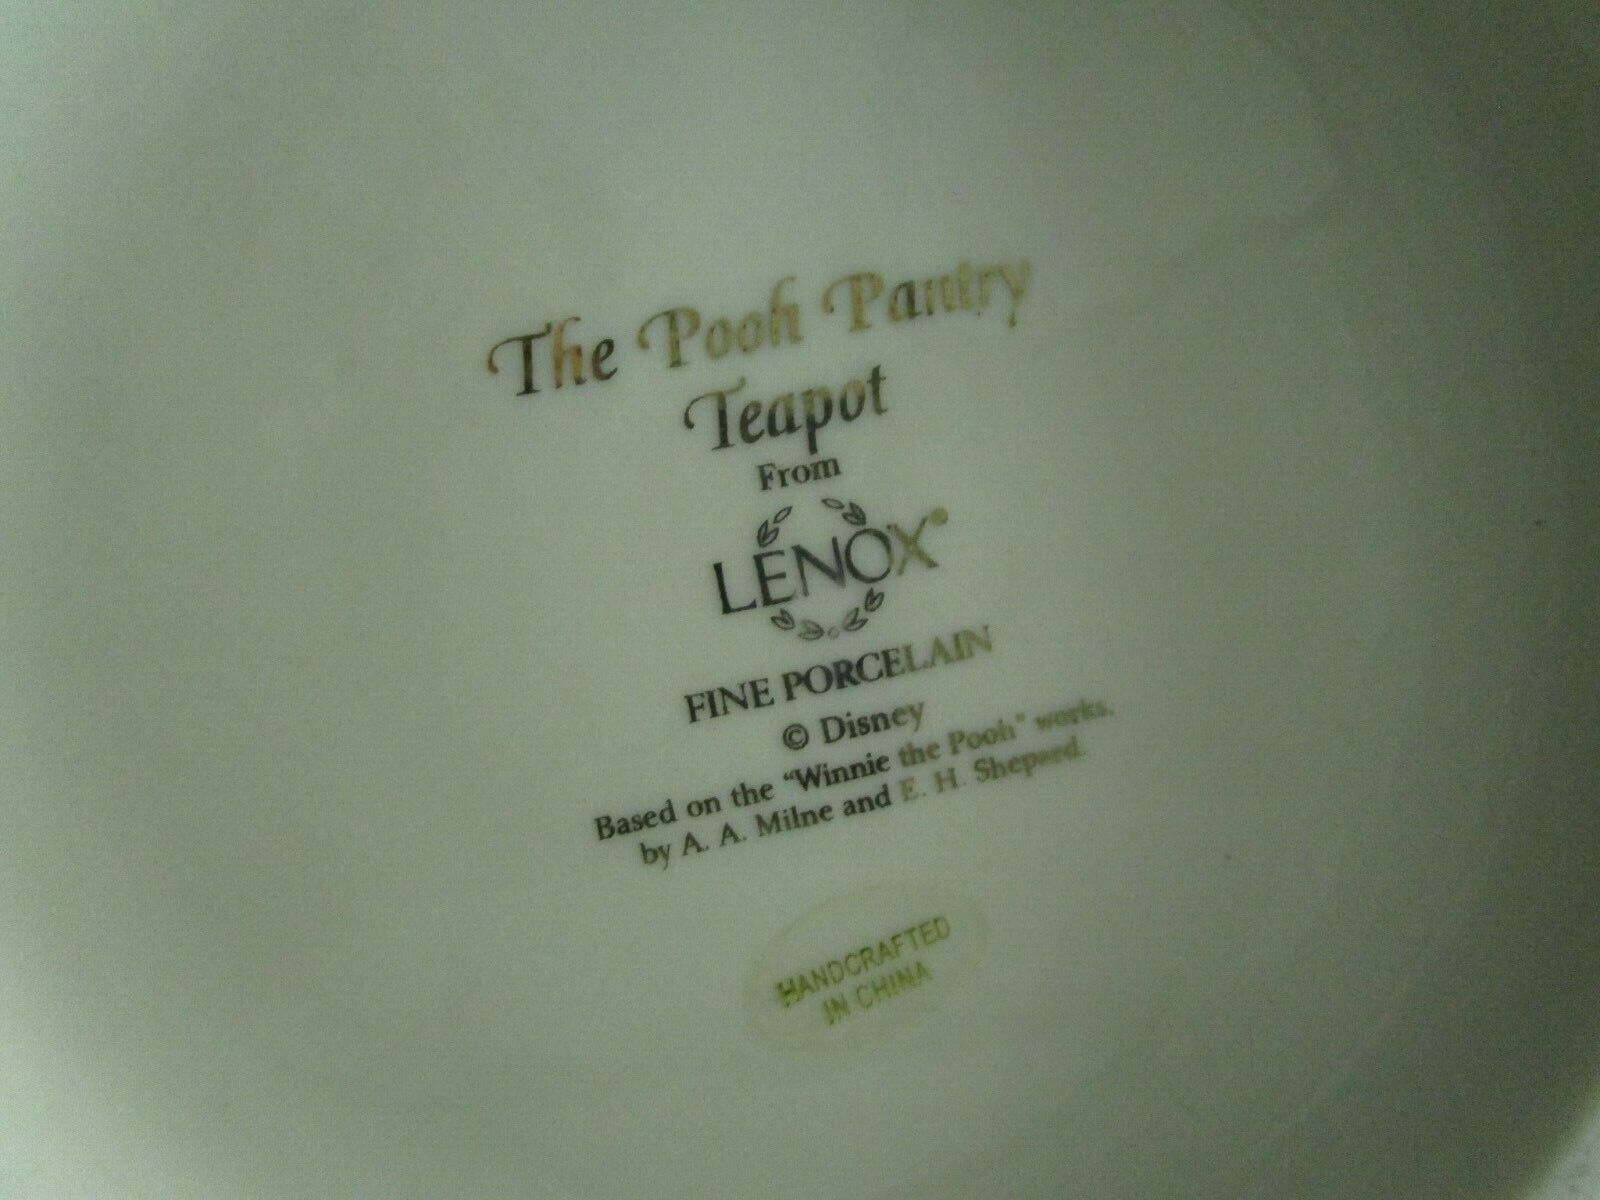 The Pooh Pantry
Teapot
From
LENOX®
FINE PORCELAIN
© Disney
Based on the "Winnie the Pooh" works.
by A. A. Milne and E. H. Shepard.
HANDCRAFTED
IN CHINA